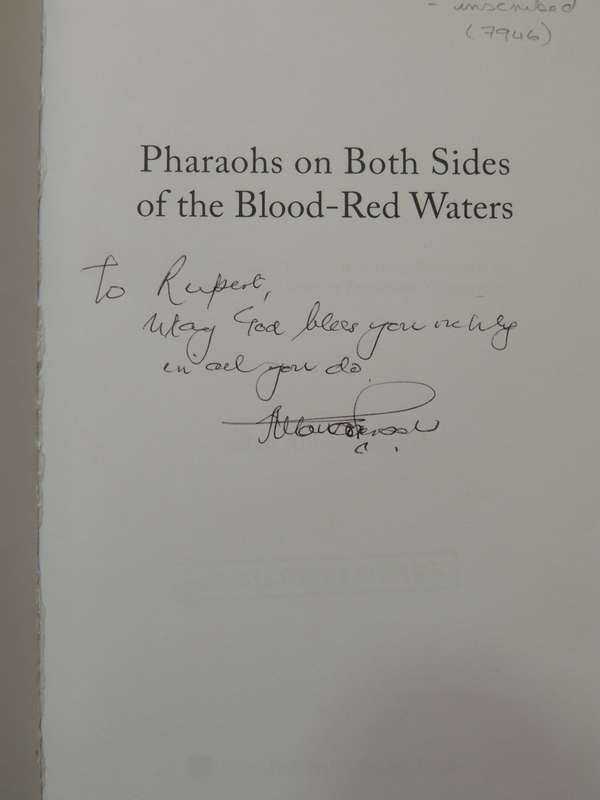 - inscribed
(7946)
Pharaohs on Both Sides
of the Blood-Red Waters
To Rupert,
May God bless you richly
in all you do.